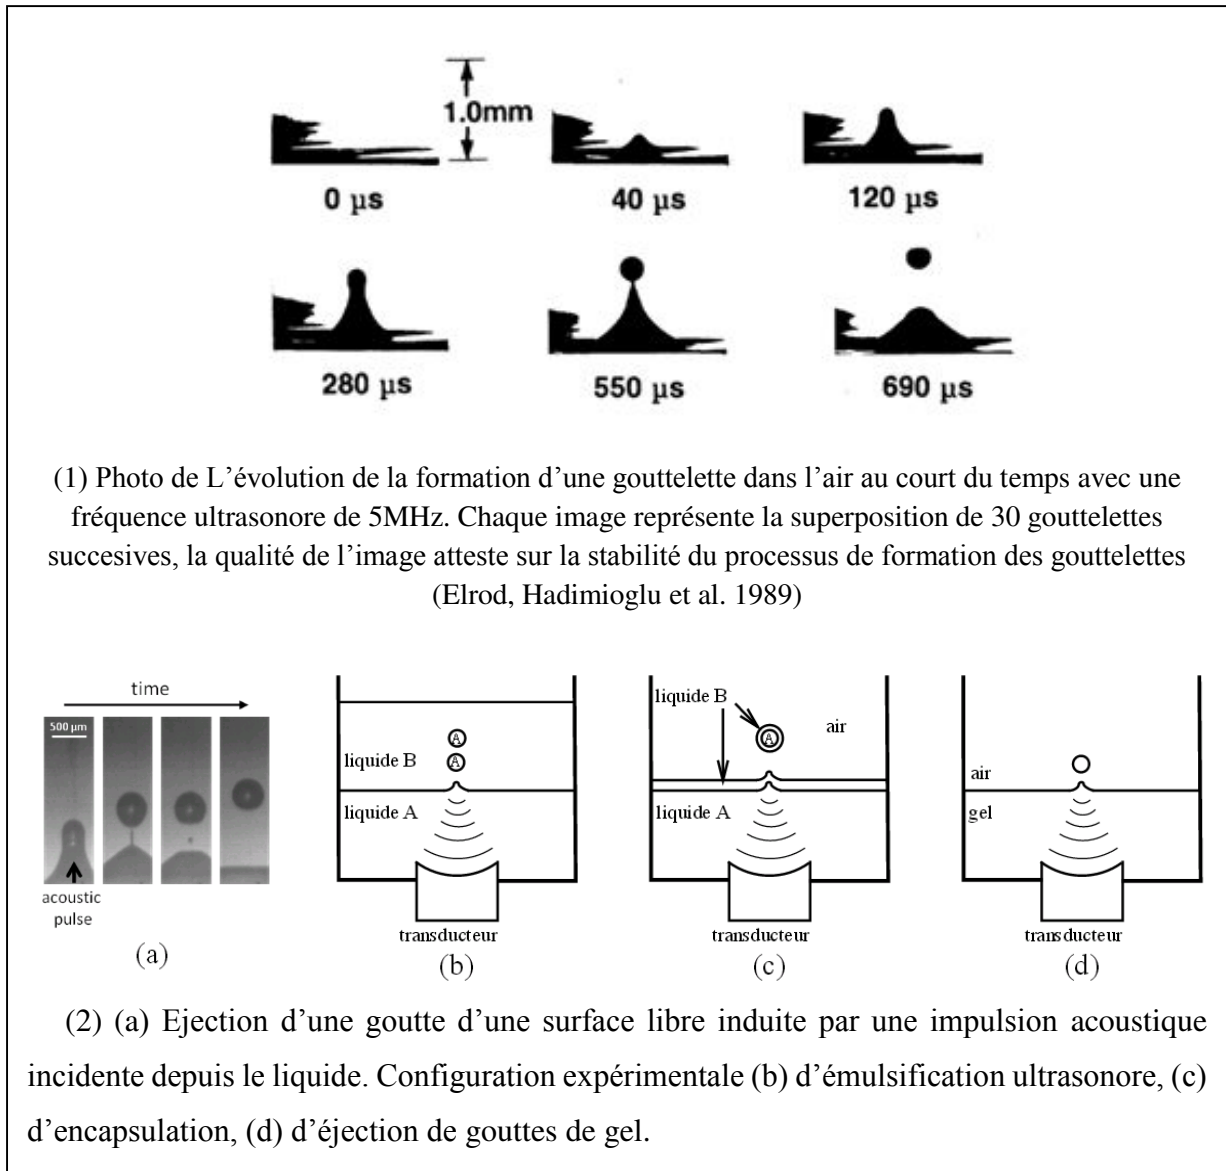 1.0mm
0 µs
40 µs
120 µs
280 µs
550 µs
690 µs
(1) Photo de L’évolution de la formation d’une gouttelette dans l’air au court du temps avec une
fréquence ultrasonore de 5MHz. Chaque image représente la superposition de 30 gouttelettes
succesives, la qualité de l’image atteste sur la stabilité du processus de formation des gouttelettes
(Elrod, Hadimioglu et al. 1989)
time
500 µm
acoustic
pulse
(a)
A
A
liquide B
liquide A
transducteur
(b)
liquide B
A
air
liquide A
transducteur
(c)
air
gel
transducteur
(d)
(2) (a) Ejection d’une goutte d’une surface libre induite par une impulsion acoustique
incidente depuis le liquide. Configuration expérimentale (b) d’émulsification ultrasonore, (c)
d’encapsulation, (d) d’éjection de gouttes de gel.